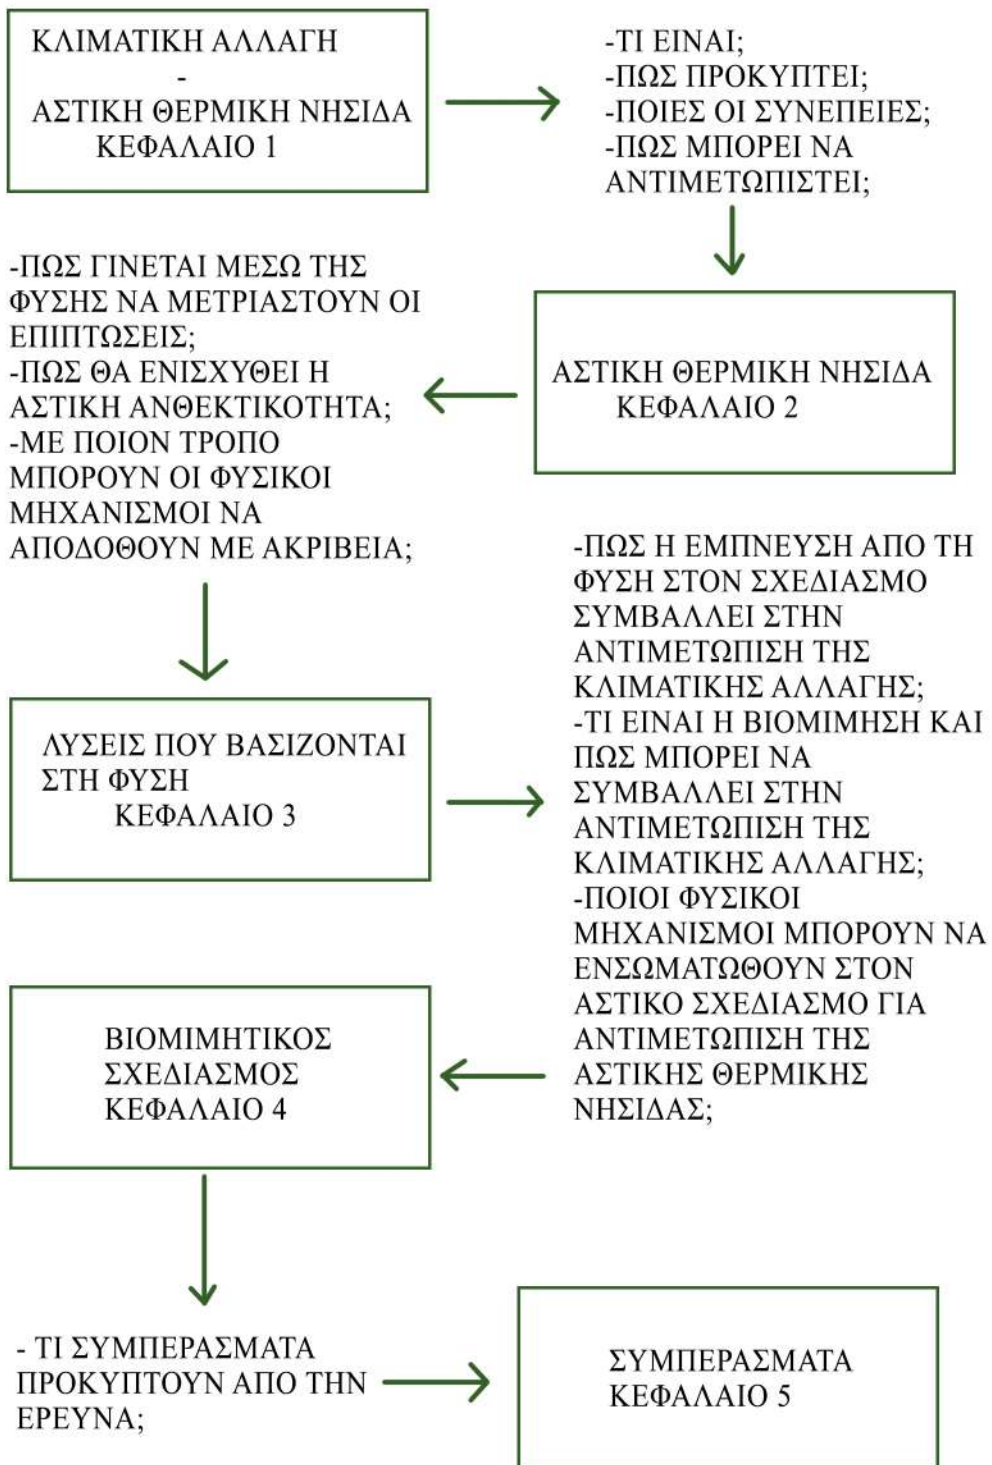 ΚΛΙΜΑΤΙΚΗ ΑΛΛΑΓΗ
-
ΑΣΤΙΚΗ ΘΕΡΜΙΚΗ ΝΗΣΙΔΑ
ΚΕΦΑΛΑΙΟ 1
-ΤΙ ΕΙΝΑΙ;
-ΠΩΣ ΠΡΟΚΥΠΤΕΙ;
-ΠΟΙΕΣ ΟΙ ΣΥΝΕΠΕΙΕΣ;
-ΠΩΣ ΜΠΟΡΕΙ ΝΑ
ΑΝΤΙΜΕΤΩΠΙΣΤΕΙ;
ΑΣΤΙΚΗ ΘΕΡΜΙΚΗ ΝΗΣΙΔΑ
ΚΕΦΑΛΑΙΟ 2
-ΠΩΣ ΓΙΝΕΤΑΙ ΜΕΣΩ ΤΗΣ
ΦΥΣΗΣ ΝΑ ΜΕΤΡΙΑΣΤΟΥΝ ΟΙ
ΕΠΙΠΤΩΣΕΙΣ;
-ΠΩΣ ΘΑ ΕΝΙΣΧΥΘΕΙ Η
ΑΣΤΙΚΗ ΑΝΘΕΚΤΙΚΟΤΗΤΑ;
-ΜΕ ΠΟΙΟΝ ΤΡΟΠΟ
ΜΠΟΡΟΥΝ ΟΙ ΦΥΣΙΚΟΙ
ΜΗΧΑΝΙΣΜΟΙ ΝΑ
ΑΠΟΔΟΘΟΥΝ ΜΕ ΑΚΡΙΒΕΙΑ;
ΛΥΣΕΙΣ ΠΟΥ ΒΑΣΙΖΟΝΤΑΙ
ΣΤΗ ΦΥΣΗ
ΚΕΦΑΛΑΙΟ 3
-ΠΩΣ Η ΕΜΠΝΕΥΣΗ ΑΠΟ ΤΗ
ΦΥΣΗ ΣΤΟΝ ΣΧΕΔΙΑΣΜΟ
ΣΥΜΒΑΛΛΕΙ ΣΤΗΝ
ΑΝΤΙΜΕΤΩΠΙΣΗ ΤΗΣ
ΚΛΙΜΑΤΙΚΗΣ ΑΛΛΑΓΗΣ;
-ΤΙ ΕΙΝΑΙ Η ΒΙΟΜΙΜΗΣΗ ΚΑΙ
ΠΩΣ ΜΠΟΡΕΙ ΝΑ
ΣΥΜΒΑΛΛΕΙ ΣΤΗΝ
ΑΝΤΙΜΕΤΩΠΙΣΗ ΤΗΣ
ΚΛΙΜΑΤΙΚΗΣ ΑΛΛΑΓΗΣ;
-ΠΟΙΟΙ ΦΥΣΙΚΟΙ
ΜΗΧΑΝΙΣΜΟΙ ΜΠΟΡΟΥΝ ΝΑ
ΕΝΣΩΜΑΤΩΘΟΥΝ ΣΤΟΝ
ΑΣΤΙΚΟ ΣΧΕΔΙΑΣΜΟ ΓΙΑ
ΑΝΤΙΜΕΤΩΠΙΣΗ ΤΗΣ
ΑΣΤΙΚΗΣ ΘΕΡΜΙΚΗΣ
ΝΗΣΙΔΑΣ;
ΒΙΟΜΙΜΗΤΙΚΟΣ
ΣΧΕΔΙΑΣΜΟΣ
ΚΕΦΑΛΑΙΟ 4
- ΤΙ ΣΥΜΠΕΡΑΣΜΑΤΑ
ΠΡΟΚΥΠΤΟΥΝ ΑΠΟ ΤΗΝ
ΕΡΕΥΝΑ;
ΣΥΜΠΕΡΑΣΜΑΤΑ
ΚΕΦΑΛΑΙΟ 5